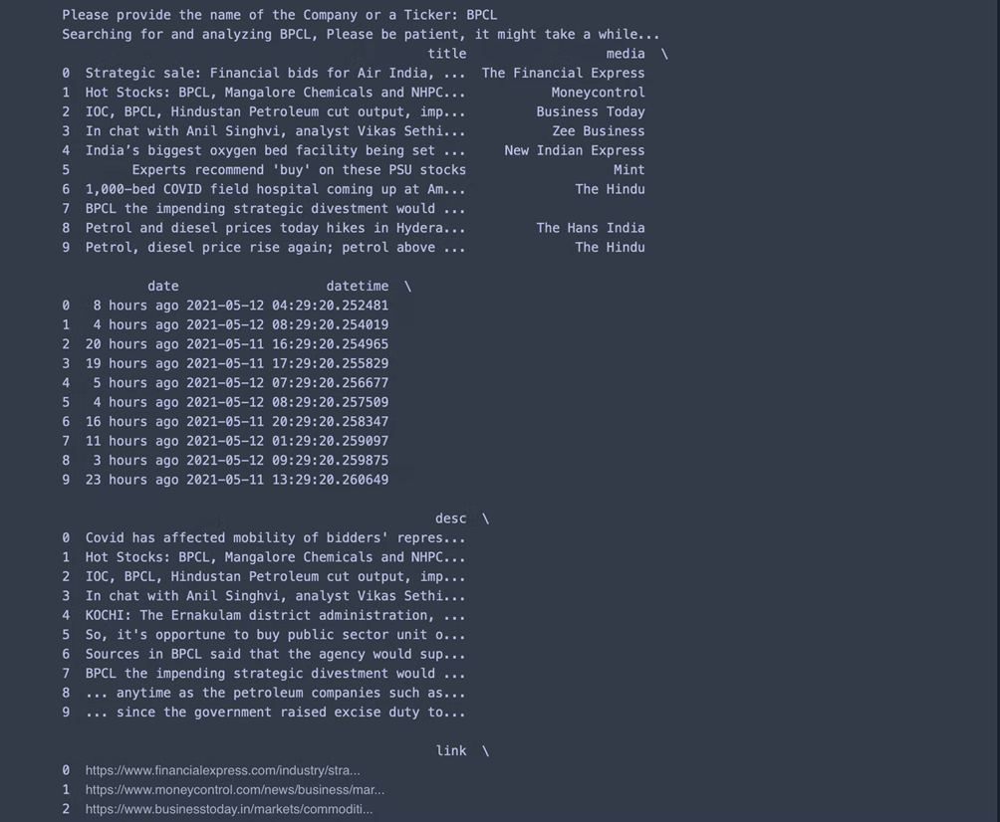 Please provide the name of the Company or a Ticker: BPCL
Searching for and analyzing BPCL, Please be patient, it might take a while...
title media \
0 Strategic sale: Financial bids for Air India, ... The Financial Express
1 Hot Stocks: BPCL, Mangalore Chemicals and NHPC... Moneycontrol
2 IOC, BPCL, Hindustan Petroleum cut output, imp... Business Today
3 In chat with Anil Singhvi, analyst Vikas Sethi... Zee Business
4 India’s biggest oxygen bed facility being set ... New Indian Express
5 Experts recommend 'buy' on these PSU stocks Mint
6 1,000-bed COVID field hospital coming up at Am... The Hindu
7 BPCL the impending strategic divestment would ...
8 Petrol and diesel prices today hikes in Hydera... The Hans India
9 Petrol, diesel price rise again; petrol above ... The Hindu
date datetime \
0 8 hours ago 2021-05-12 04:29:20.252481
1 4 hours ago 2021-05-12 08:29:20.254019
2 20 hours ago 2021-05-11 16:29:20.254965
3 19 hours ago 2021-05-11 17:29:20.255829
4 5 hours ago 2021-05-12 07:29:20.256677
5 4 hours ago 2021-05-12 08:29:20.257509
6 16 hours ago 2021-05-11 20:29:20.258347
7 11 hours ago 2021-05-12 01:29:20.259097
8 3 hours ago 2021-05-12 09:29:20.259875
9 23 hours ago 2021-05-11 13:29:20.260649
desc \
0 Covid has affected mobility of bidders' repres...
1 Hot Stocks: BPCL, Mangalore Chemicals and NHPC...
2 IOC, BPCL, Hindustan Petroleum cut output, imp...
3 In chat with Anil Singhvi, analyst Vikas Sethi...
4 KOCHI: The Ernakulam district administration, ...
5 So, it's opportune to buy public sector unit o...
6 Sources in BPCL said that the agency would sup...
7 BPCL the impending strategic divestment would ...
8 ... anytime as the petroleum companies such as...
9 ... since the government raised excise duty to...
link \
0 https://www.financialexpress.com/industry/stra...
1 https://www.moneycontrol.com/news/business/mar...
2 https://www.businesstoday.in/markets/commoditi...